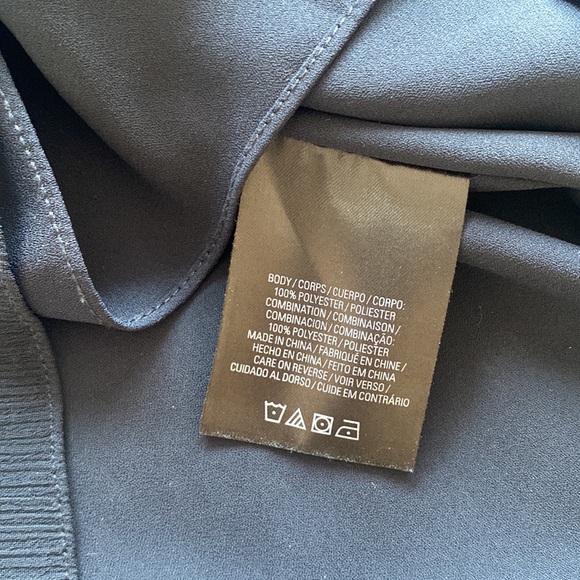 BODY / CORPS / CUERPO / CORPO:
100% POLYESTER / POLIESTER
COMBINATION / COMBINAISON /
COMBINACION / COMBINAÇÃO:
100% POLYESTER / POLIESTER
MADE IN CHINA / FABRIQUÉ EN CHINE /
HECHO EN CHINA / FEITO EM CHINA
CARE ON REVERSE / VOIR VERSO /
CUIDADO AL DORSO / CUIDE EM CONTRÁRIO